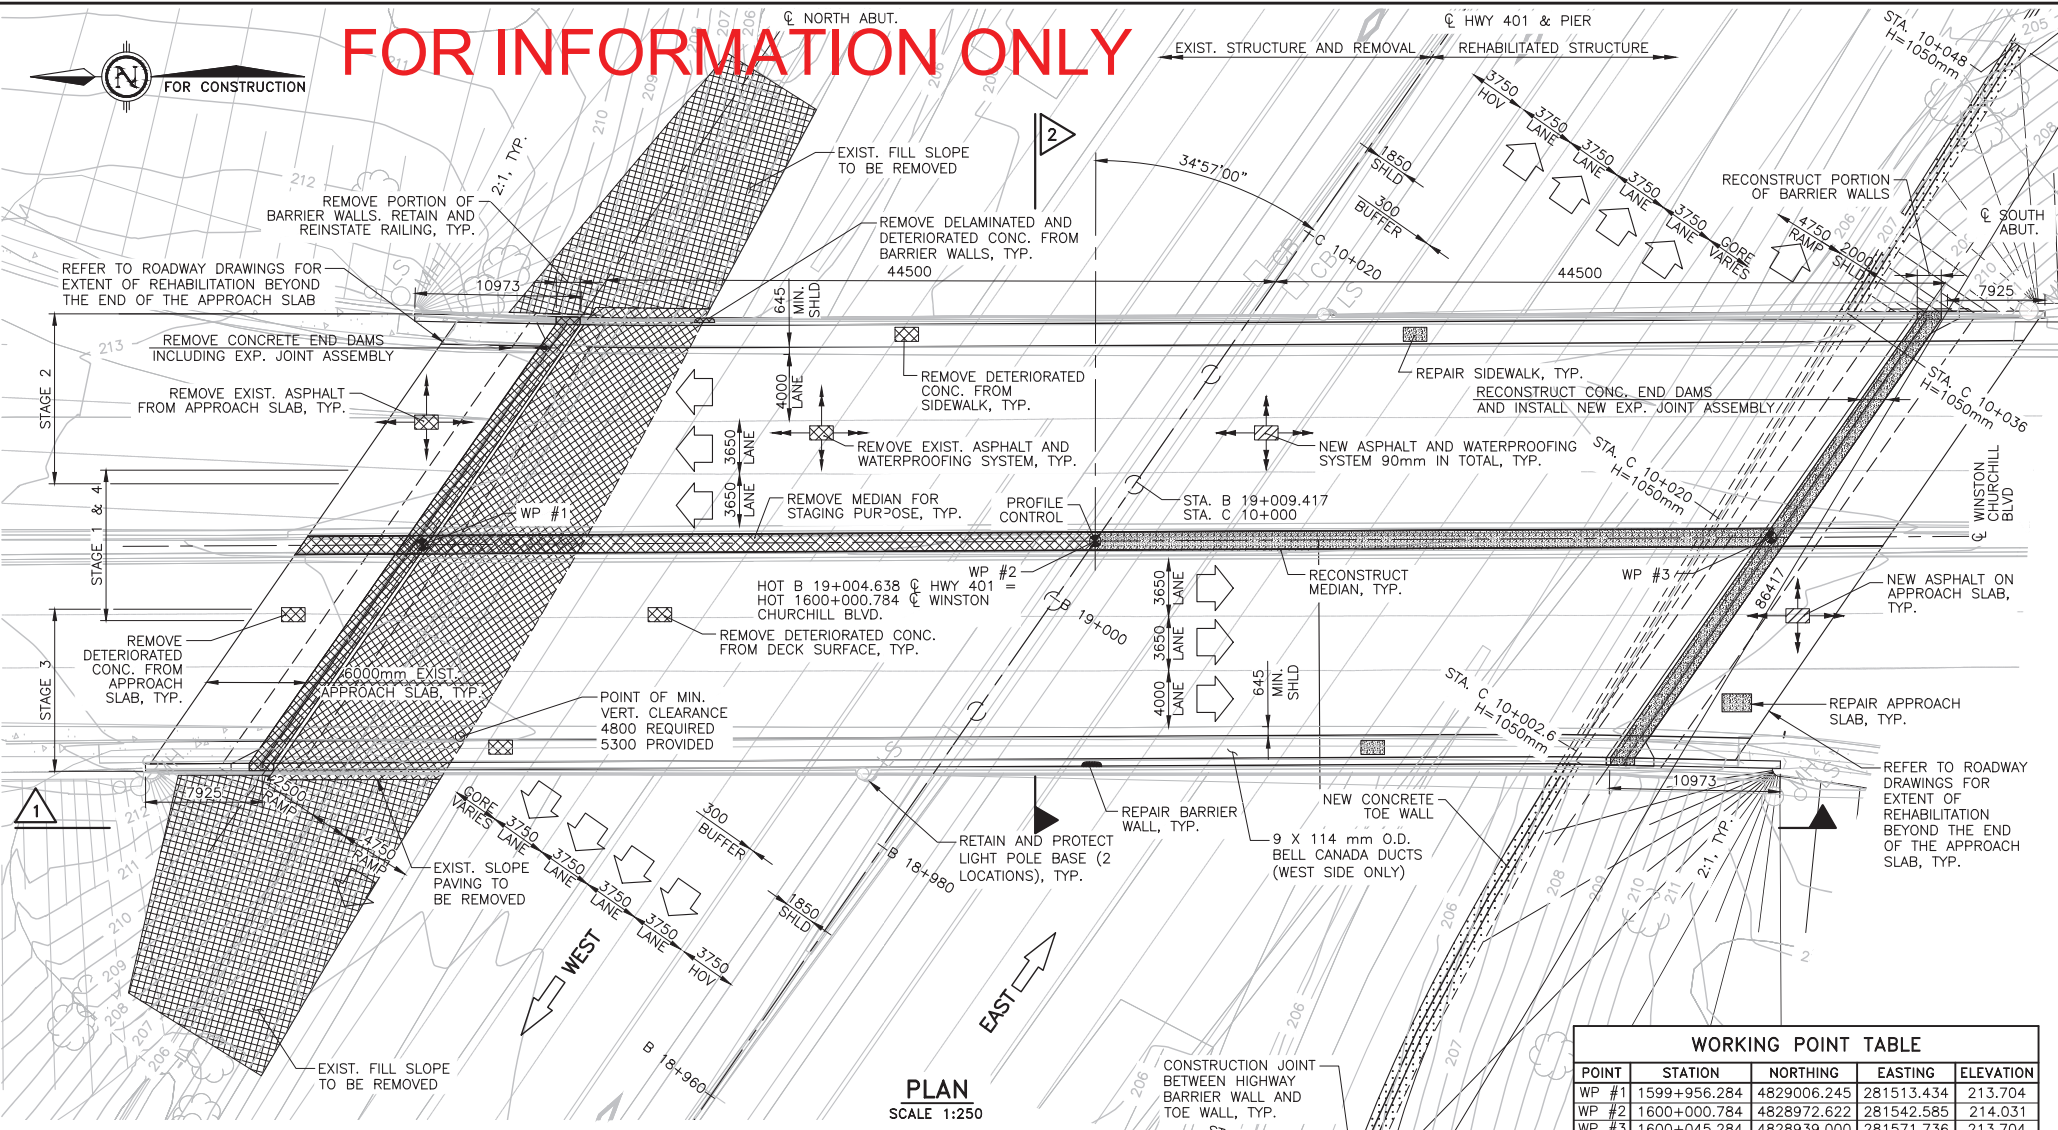 FOR INFORMATION ONLY
N
FOR CONSTRUCTION
℄ NORTH ABUT.
℄ HWY 401 & PIER
EXIST. STRUCTURE AND REMOVAL
REHABILITATED STRUCTURE
STA. 10+048
H=1050mm
2
34°57'00"
EXIST. FILL SLOPE
TO BE REMOVED
2:1, TYP.
REMOVE PORTION OF
BARRIER WALLS. RETAIN AND
REINSTATE RAILING, TYP.
REMOVE DELAMINATED AND
DETERIORATED CONC. FROM
BARRIER WALLS, TYP.
3750
HOV
3750
LANE
3750
LANE
3750
LANE
3750
LANE
GORE
VARIES
4750
RAMP
2000
SHLD
1850
SHLD
300
BUFFER
RECONSTRUCT PORTION
OF BARRIER WALLS
℄ SOUTH
ABUT.
REFER TO ROADWAY DRAWINGS FOR
EXTENT OF REHABILITATION BEYOND
THE END OF THE APPROACH SLAB
10973
44500
44500
7925
645
MIN.
SHLD
C 10+020
REMOVE CONCRETE END DAMS
INCLUDING EXP. JOINT ASSEMBLY
REMOVE EXIST. ASPHALT
FROM APPROACH SLAB, TYP.
STAGE 2
STAGE 1 & 4
STAGE 3
4000
LANE
3650
LANE
3650
LANE
REMOVE DETERIORATED
CONC. FROM
SIDEWALK, TYP.
REPAIR SIDEWALK, TYP.
RECONSTRUCT CONC. END DAMS
AND INSTALL NEW EXP. JOINT ASSEMBLY
STA. C 10+036
H=1050mm
REMOVE EXIST. ASPHALT AND
WATERPROOFING SYSTEM, TYP.
NEW ASPHALT AND WATERPROOFING
SYSTEM 90mm IN TOTAL, TYP.
STA. C 10+020
H=1050mm
℄ WINSTON
CHURCHILL
BLVD
WP #1
REMOVE MEDIAN FOR
STAGING PURPOSE, TYP.
PROFILE
CONTROL
STA. B 19+009.417
STA. C 10+000
WP #2
HOT B 19+004.638 ℄ HWY 401 =
HOT 1600+000.784 ℄ WINSTON
CHURCHILL BLVD.
B 19+000
RECONSTRUCT
MEDIAN, TYP.
WP #3
86417
NEW ASPHALT ON
APPROACH SLAB,
TYP.
REMOVE
DETERIORATED
CONC. FROM
APPROACH
SLAB, TYP.
REMOVE DETERIORATED CONC.
FROM DECK SURFACE, TYP.
3650
LANE
3650
LANE
4000
LANE
645
MIN.
SHLD
6000mm EXIST.
APPROACH SLAB, TYP.
POINT OF MIN.
VERT. CLEARANCE
4800 REQUIRED
5300 PROVIDED
STA. C 10+002.6
H=1050mm
REPAIR APPROACH
SLAB, TYP.
REFER TO ROADWAY
DRAWINGS FOR
EXTENT OF
REHABILITATION
BEYOND THE END
OF THE APPROACH
SLAB, TYP.
1
7925
2500
RAMP
4750
RAMP
GORE
VARIES
3750
LANE
3750
LANE
3750
LANE
3750
LANE
3750
HOV
300
BUFFER
1850
SHLD
EXIST. SLOPE
PAVING TO
BE REMOVED
RETAIN AND PROTECT
LIGHT POLE BASE (2
LOCATIONS), TYP.
REPAIR BARRIER
WALL, TYP.
9 X 114 mm O.D.
BELL CANADA DUCTS
(WEST SIDE ONLY)
NEW CONCRETE
TOE WALL
10973
2:1, TYP.
B 18+980
B 18+960
WEST
EAST
EXIST. FILL SLOPE
TO BE REMOVED
PLAN
SCALE 1:250
CONSTRUCTION JOINT
BETWEEN HIGHWAY
BARRIER WALL AND
TOE WALL, TYP.
WORKING POINT TABLE
POINT STATION NORTHING EASTING ELEVATION
WP #1 1599+956.284 4829006.245 281513.434 213.704
WP #2 1600+000.784 4828972.622 281542.585 214.031
WP #3 1600+045.284 4828939.000 281571.736 213.704